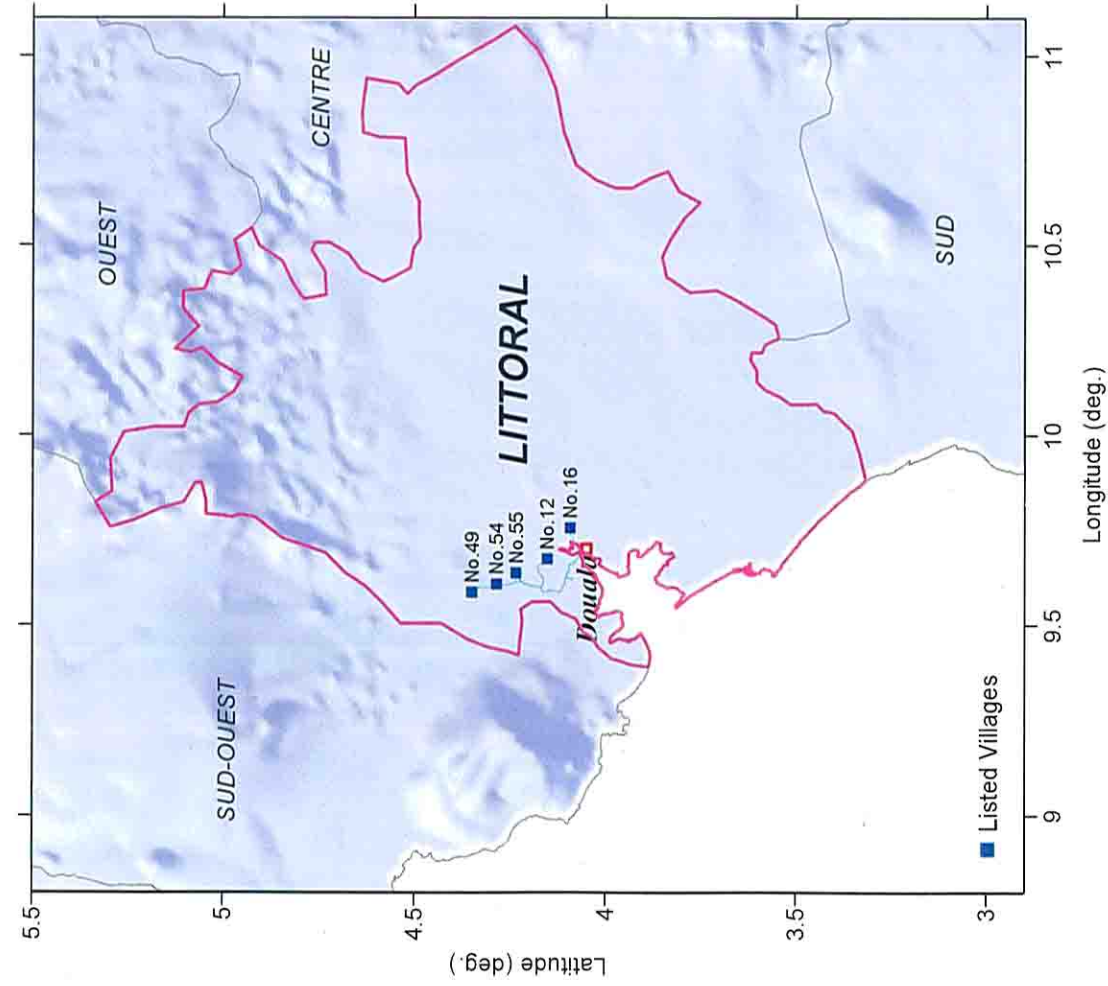 5.5
5
4.5
4
3.5
3
Latitude (deg.)
OUEST
CENTRE
SUD-OUEST
LITTORAL
SUD
No.49
No.54
No.55
No.12
No.16
Douala
Listed Villages
9
9.5
10
10.5
11
Longitude (deg.)